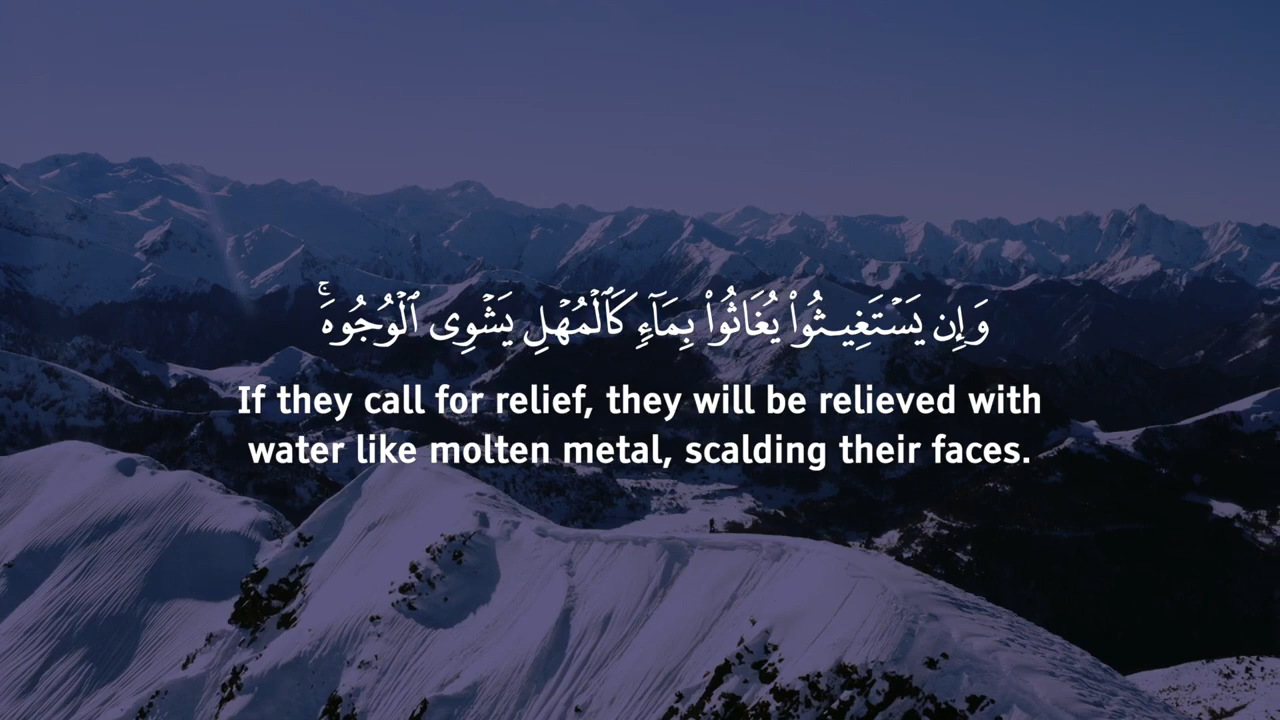 وَإِن يَسْتَغِيثُوا۟ يُغَاثُوا۟ بِمَآءٍ كَٱلْمُهْلِ يَشْوِى ٱلْوُجُوهَ ۚ
If they call for relief, they will be relieved with
water like molten metal, scalding their faces.